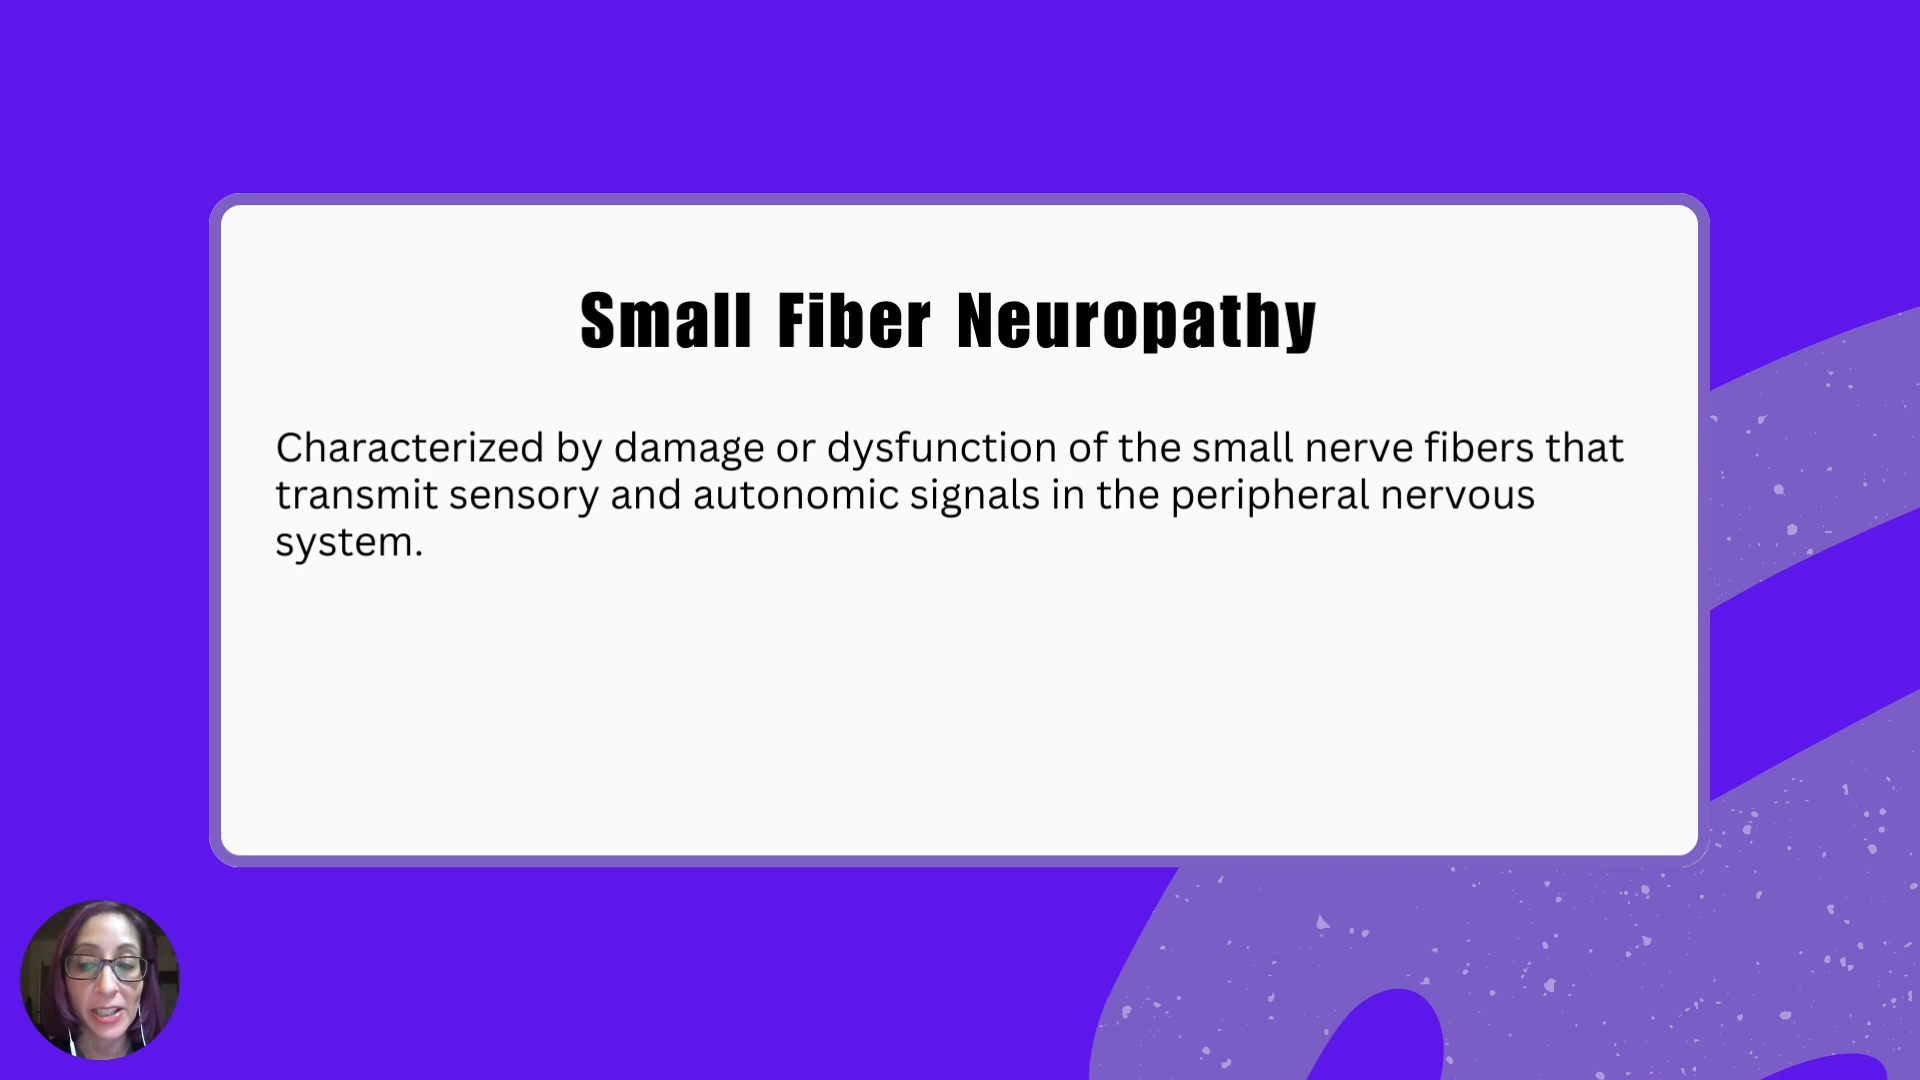 Small Fiber Neuropathy
Characterized by damage or dysfunction of the small nerve fibers that
transmit sensory and autonomic signals in the peripheral nervous
system.